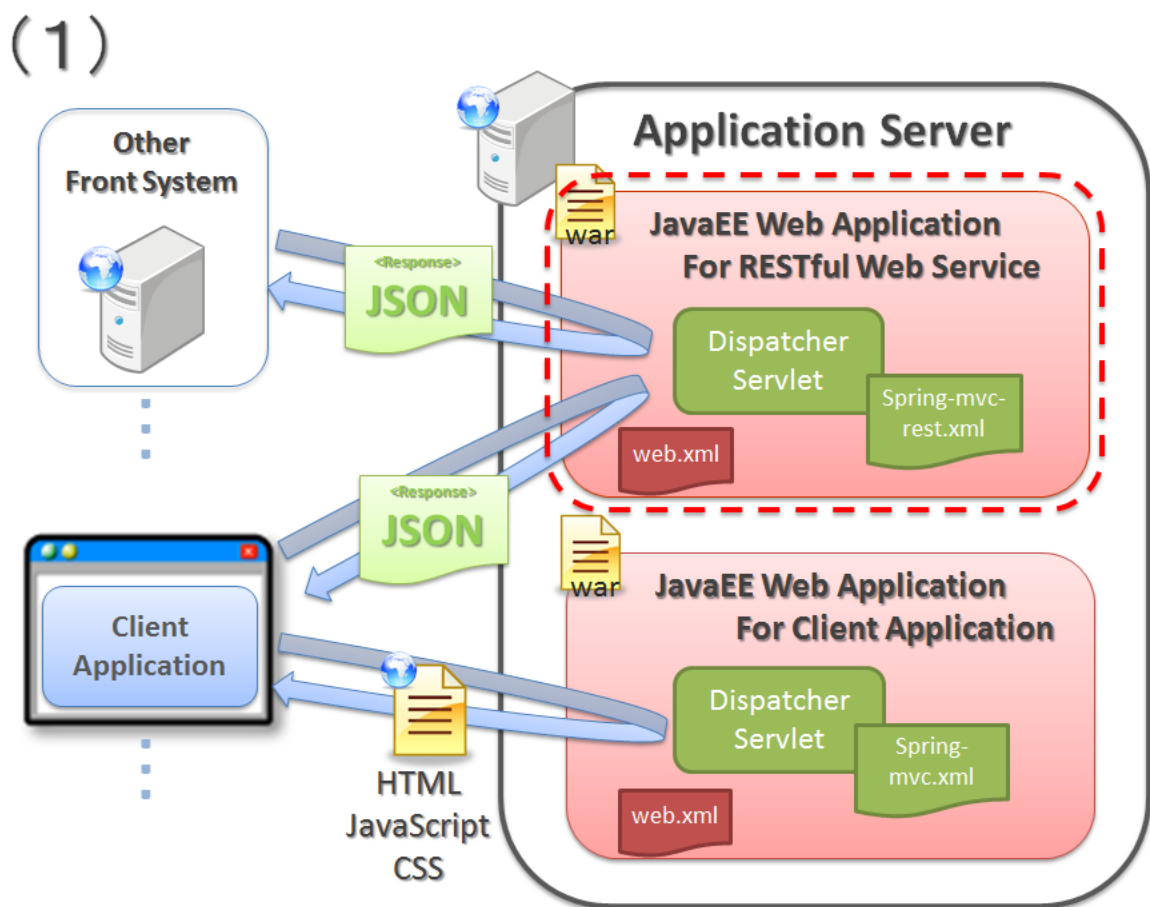 （1）
Other
Front System
Application Server
war
JavaEE Web Application
For RESTful Web Service
<Response>
JSON
Dispatcher
Servlet
Spring-mvc-
rest.xml
web.xml
<Response>
JSON
war
JavaEE Web Application
For Client Application
Client
Application
Dispatcher
Servlet
Spring-
mvc.xml
web.xml
HTML
JavaScript
CSS